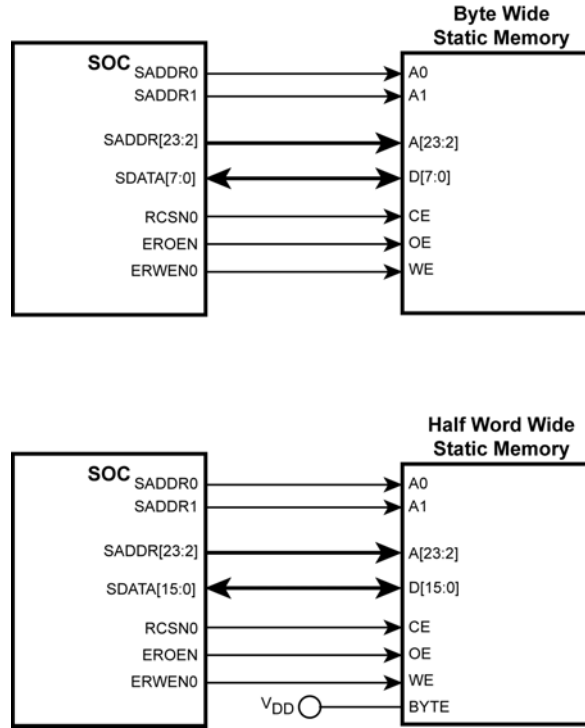 Byte Wide
Static Memory
SOC
SADDR0 A0
SADDR1 A1
SADDR[23:2] A[23:2]
SDATA[7:0] D[7:0]
RCSN0 CE
EROEN OE
ERWEN0 WE
Half Word Wide
Static Memory
SOC
SADDR0 A0
SADDR1 A1
SADDR[23:2] A[23:2]
SDATA[15:0] D[15:0]
RCSN0 CE
EROEN OE
ERWEN0 WE
VDD BYTE